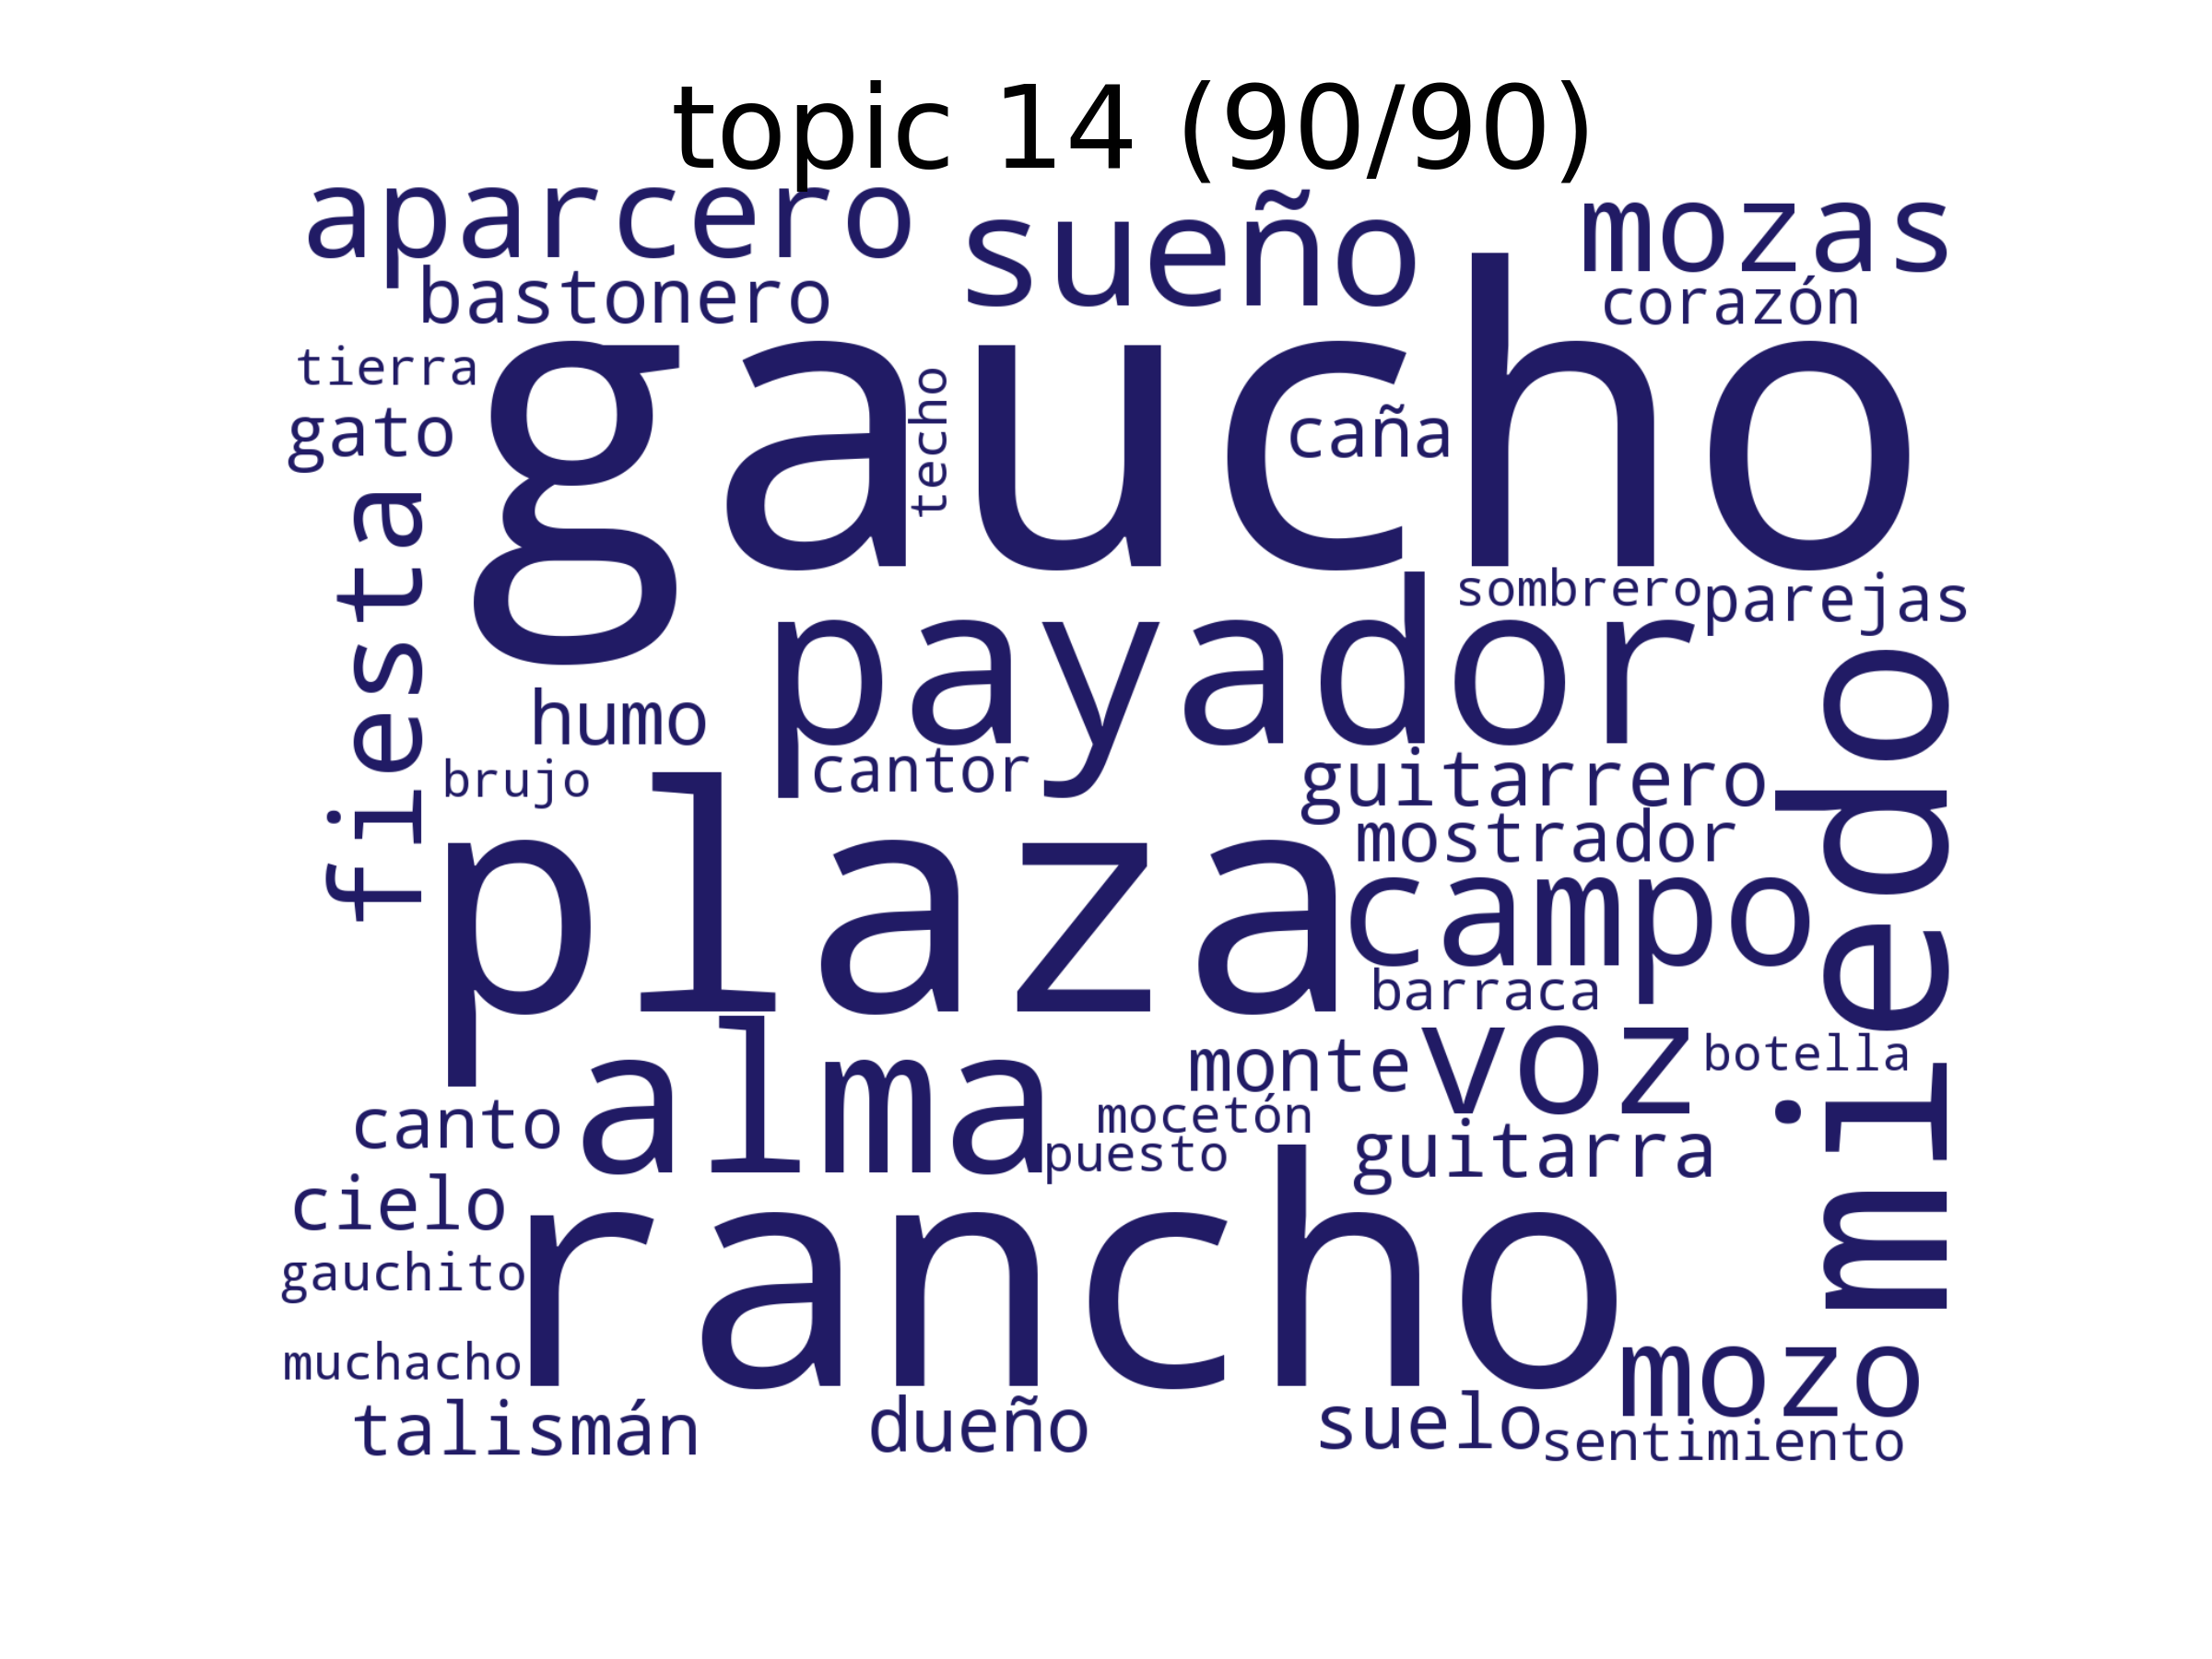 topic 14 (90/90)
aparcero
sueño
mozas
bastonero
corazón
tierra
gaucho
techo
caña
gato
fiesta
sombrero
parejas
payador
humo
miedo
brujo
cantor
guitarrero
plaza
mostrador
campo
barraca
alma
monte
voz
botella
canto
mocetón
puesto
guitarra
cielo
rancho
gauchito
muchacho
mozo
talismán
dueño
suelo
sentimiento